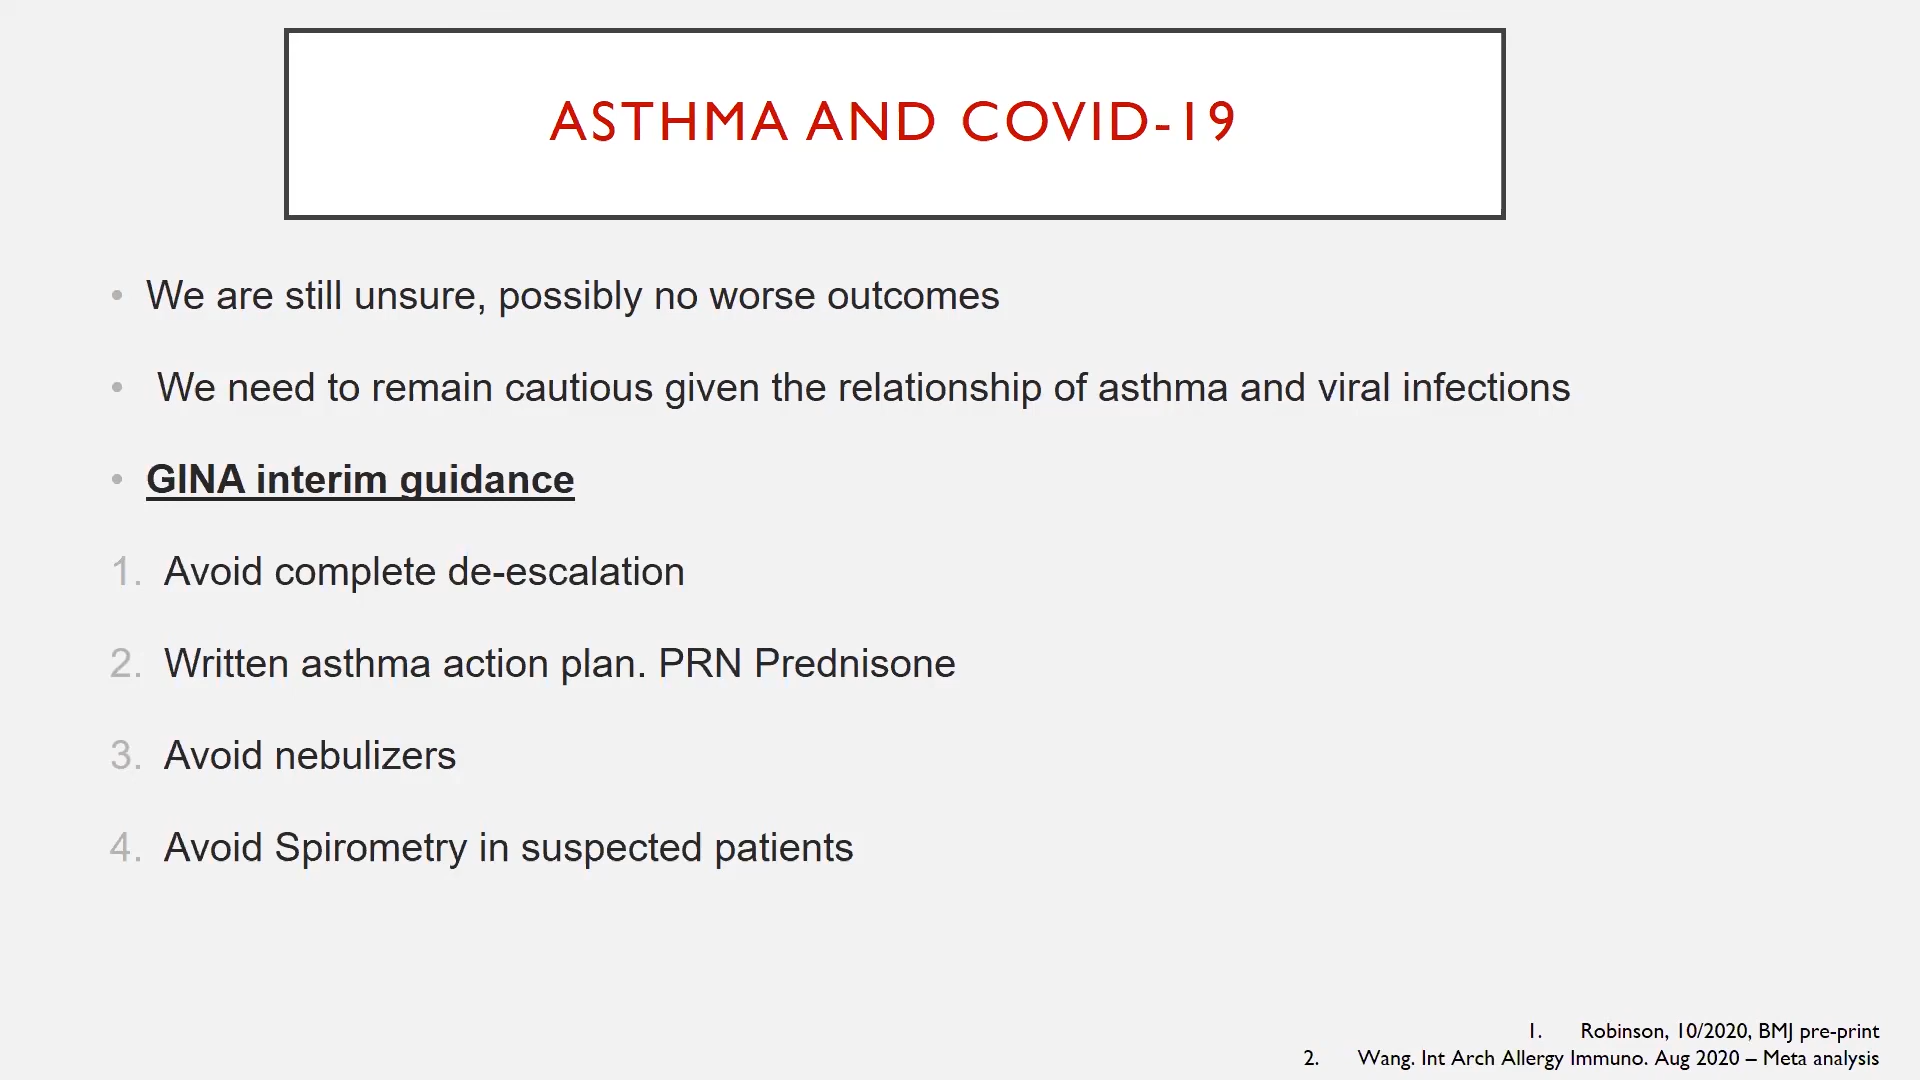 ASTHMA AND COVID-19
• We are still unsure, possibly no worse outcomes
• We need to remain cautious given the relationship of asthma and viral infections
• GINA interim guidance
1. Avoid complete de-escalation
2. Written asthma action plan. PRN Prednisone
3. Avoid nebulizers
4. Avoid Spirometry in suspected patients
1. Robinson, 10/2020, BMJ pre-print
2. Wang. Int Arch Allergy Immuno. Aug 2020 – Meta analysis